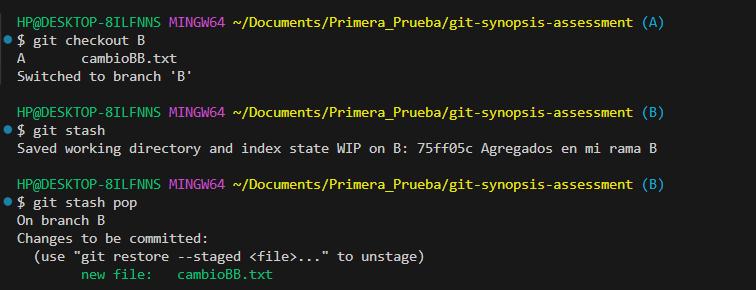 HP@DESKTOP-8ILFNNS MINGW64 ~/Documents/Primera_Prueba/git-synopsis-assessment (A)
$ git checkout B
A       cambioBB.txt
Switched to branch 'B'
HP@DESKTOP-8ILFNNS MINGW64 ~/Documents/Primera_Prueba/git-synopsis-assessment (B)
$ git stash
Saved working directory and index state WIP on B: 75ff05c Agregados en mi rama B
HP@DESKTOP-8ILFNNS MINGW64 ~/Documents/Primera_Prueba/git-synopsis-assessment (B)
$ git stash pop
On branch B
Changes to be committed:
  (use "git restore --staged <file>..." to unstage)
        new file:   cambioBB.txt